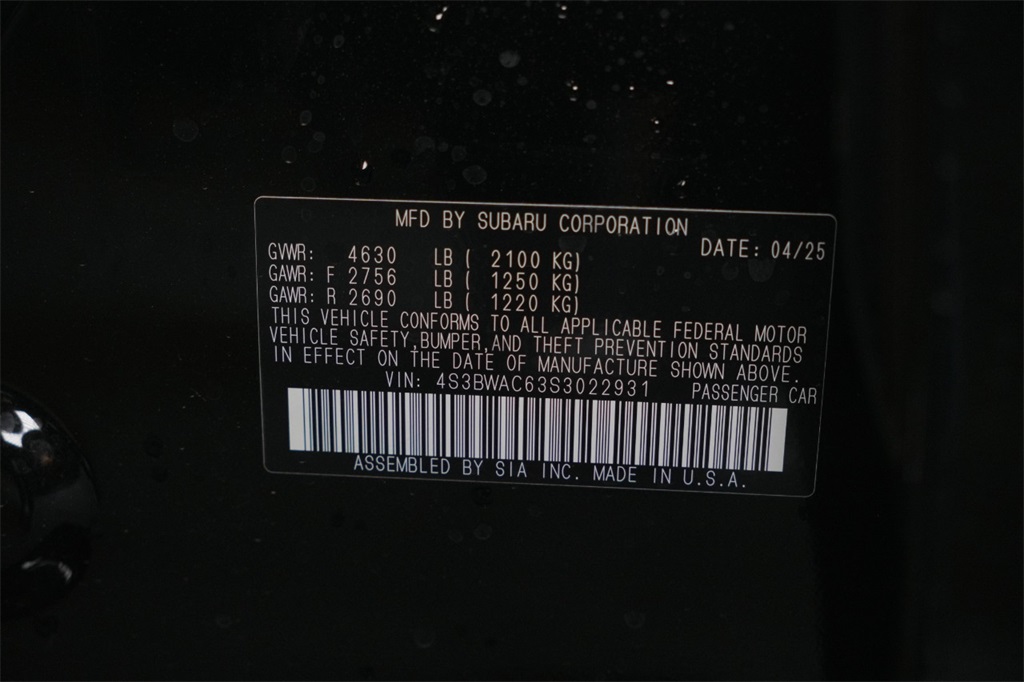 MFD BY SUBARU CORPORATION
DATE: 04/25
GVWR: 4630 LB ( 2100 KG)
GAWR: F 2756 LB ( 1250 KG)
GAWR: R 2690 LB ( 1220 KG)
THIS VEHICLE CONFORMS TO ALL APPLICABLE FEDERAL MOTOR
VEHICLE SAFETY,BUMPER,AND THEFT PREVENTION STANDARDS
IN EFFECT ON THE DATE OF MANUFACTURE SHOWN ABOVE.
VIN: 4S3BWAC63S3022931 PASSENGER CAR
ASSEMBLED BY SIA INC. MADE IN U.S.A.